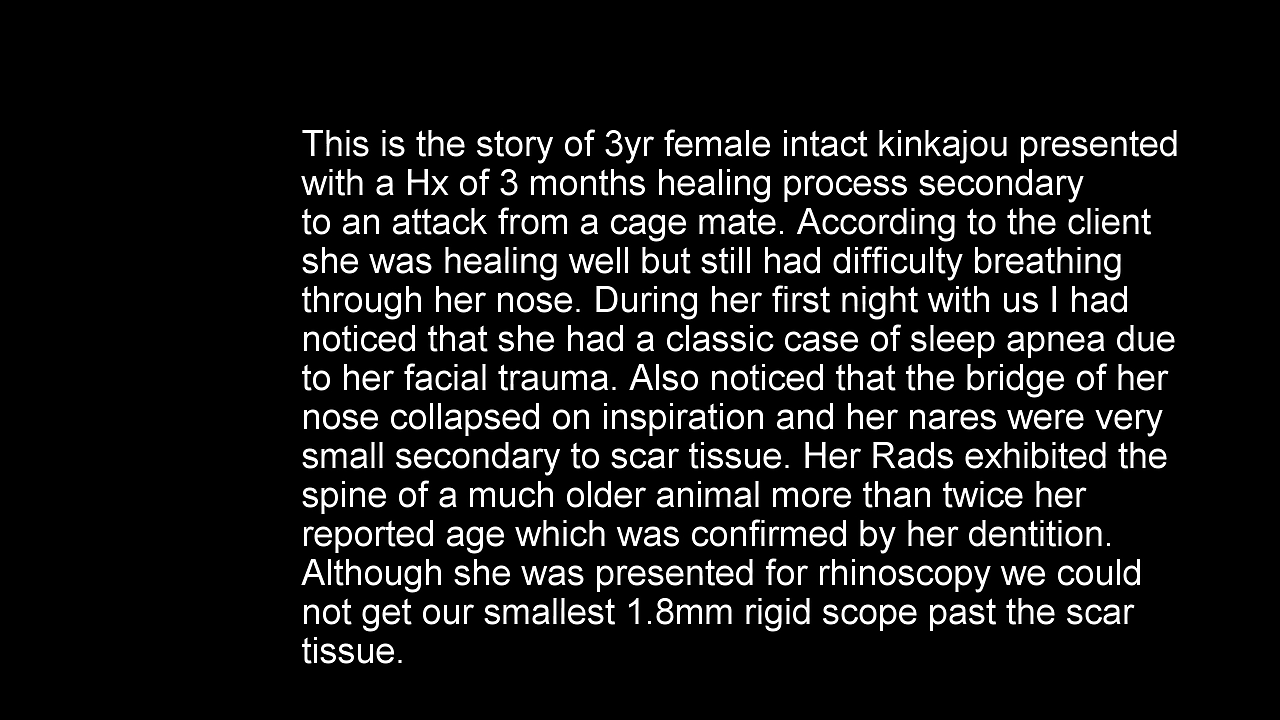 This is the story of 3yr female intact kinkajou presented
with a Hx of 3 months healing process secondary
to an attack from a cage mate. According to the client
she was healing well but still had difficulty breathing
through her nose. During her first night with us I had
noticed that she had a classic case of sleep apnea due
to her facial trauma. Also noticed that the bridge of her
nose collapsed on inspiration and her nares were very
small secondary to scar tissue. Her Rads exhibited the
spine of a much older animal more than twice her
reported age which was confirmed by her dentition.
Although she was presented for rhinoscopy we could
not get our smallest 1.8mm rigid scope past the scar
tissue.